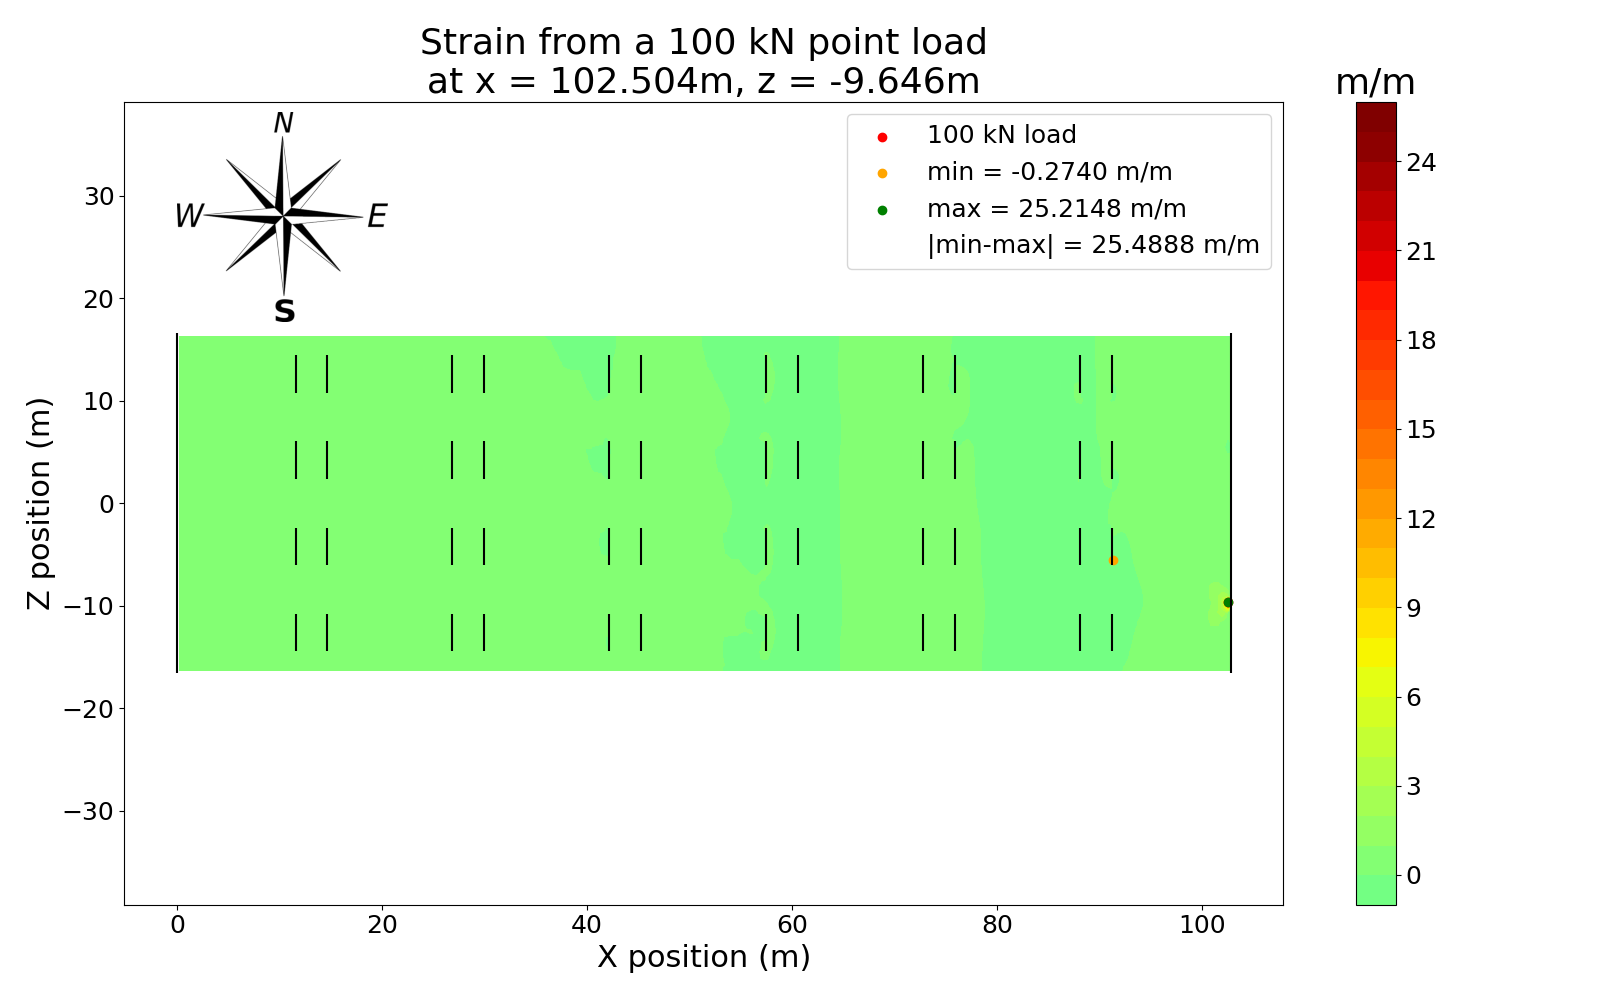 Strain from a 100 kN point load
at x = 102.504m, z = -9.646m
m/m
N
W
E
S
100 kN load
min = -0.2740 m/m
max = 25.2148 m/m
|min-max| = 25.4888 m/m
Z position (m)
30
20
10
0
−10
−20
−30
0
20
40
60
80
100
X position (m)
24
21
18
15
12
9
6
3
0